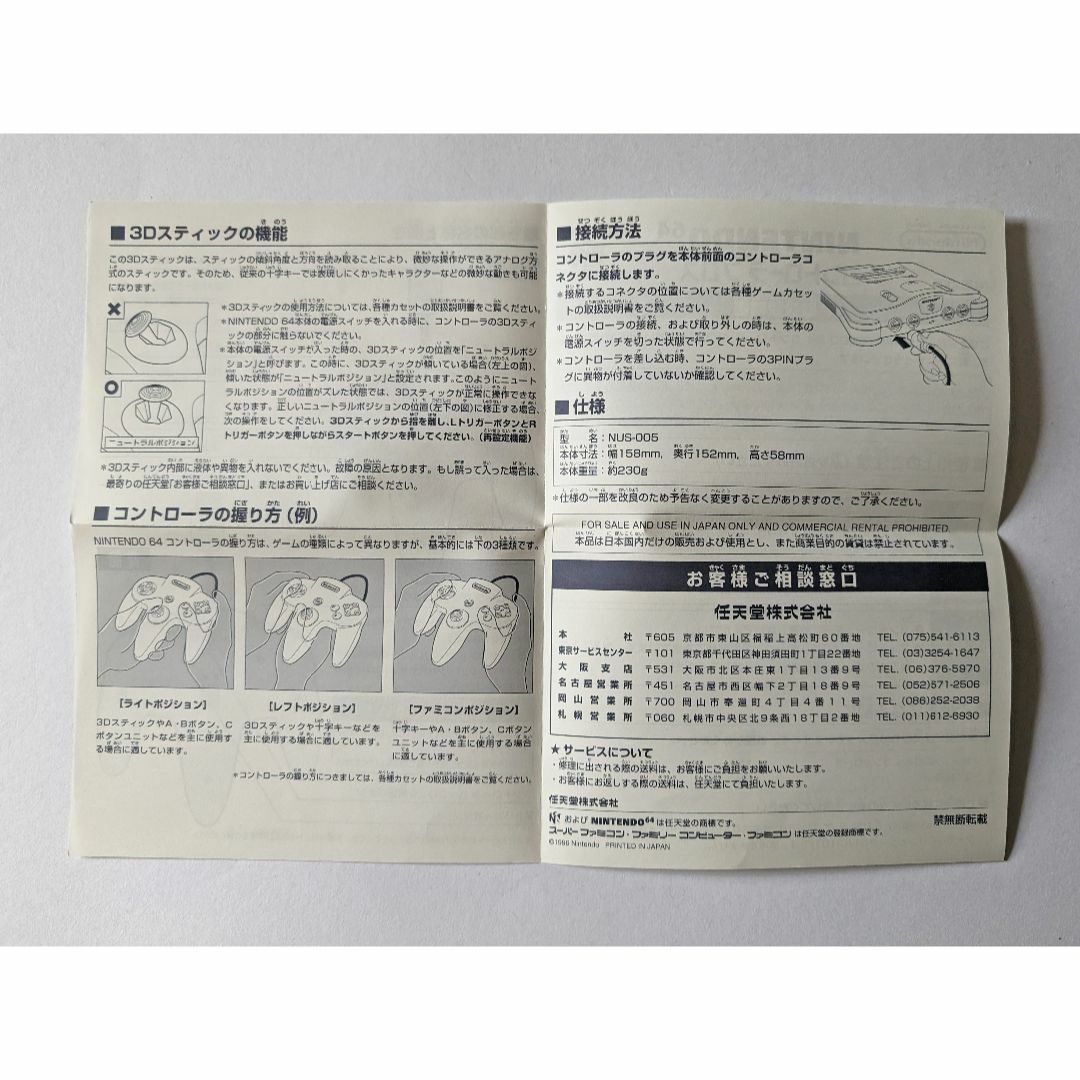 ■3Dスティックの機能
この3Dスティックは、スティックの傾斜角度と方向を読み取ることにより、微妙な操作ができるアナログ方
式のスティックです。そのため、従来の十字キーでは表現しにくかったキャラクターなどの微妙な動きも可能
になります。
*3Dスティックの使用方法については、各種カセットの取扱説明書をご覧ください。
*NINTENDO 64本体の電源スイッチを入れる時に、コントローラの3Dスティ
ックの部分に触らないでください。
*本体の電源スイッチが入った時の、3Dスティックの位置を「ニュートラルポジ
ション」と呼びます。この時に、3Dスティックが傾いている場合(左上の図)、
傾いた状態が「ニュートラルポジション」と設定されます。このようにニュート
ラルポジションの位置がズレた状態では、3Dスティックが正常に操作できな
くなります。正しいニュートラルポジションの位置(左下の図)に修正する場合、
次の操作をしてください。3Dスティックから指を離し、LトリガーボタンとR
トリガーボタンを押しながらスタートボタンを押してください。(再設定機能)
ニュートラルポジション
*3Dスティック内部に液体や異物を入れないでください。故障の原因となります。もし誤って入った場合は、
最寄りの任天堂「お客様ご相談窓口」、またはお買い上げ店にご相談ください。
■コントローラの握り方(例)
NINTENDO 64 コントローラの握り方は、ゲームの種類によって異なりますが、基本的には下の3種類です。
【ライトポジション】
3DスティックやA・Bボタン、C
ボタンユニットなどを主に使用す
る場合に適しています。
【レフトポジション】
3Dスティックや十字キーなどを
主に使用する場合に適しています。
【ファミコンポジション】
十字キーやA・Bボタン、Cボタン
ユニットなどを主に使用する場合
に適しています。
*コントローラの握り方につきましては、各種カセットの取扱説明書をご覧ください。
■接続方法
コントローラのプラグを本体前面のコントローラコ
ネクタに接続します。
*接続するコネクタの位置については各種ゲームカセッ
トの取扱説明書をご覧ください。
*コントローラの接続、および取り外しの時は、本体の
電源スイッチを切った状態で行ってください。
*コントローラを差し込む時、コントローラの3PINプラ
グに異物が付着していないか確認してください。
■仕様
型名:NUS-005
本体寸法:幅158mm, 奥行152mm, 高さ58mm
本体重量:約230g
*仕様の一部を改良のため予告なく変更することがありますので、ご了承ください。
FOR SALE AND USE IN JAPAN ONLY AND COMMERCIAL RENTAL PROHIBITED.
本品は日本国内だけの販売および使用とし、また商業目的の賃貸は禁止されています。
お客様ご相談窓口
任天堂株式会社
本社 〒605 京都市東山区福稲上高松町60番地 TEL. (075)541-6113
東京サービスセンター 〒101 東京都千代田区神田須田町1丁目22番地 TEL. (03)3254-1647
大阪支店 〒531 大阪市北区本庄東1丁目13番9号 TEL. (06)376-5970
名古屋営業所 〒451 名古屋市西区幅下2丁目18番9号 TEL. (052)571-2506
岡山営業所 〒700 岡山市奉還町4丁目4番11号 TEL. (086)252-2038
札幌営業所 〒060 札幌市中央区北9条西18丁目2番地 TEL. (011)612-6930
★サービスについて
・修理に出される際の送料は、お客様にご負担をお願いいたします。
・お客様にお返しする際の送料は、任天堂にて負担いたします。
任天堂株式会社
および NINTENDO64 は任天堂の商標です。
スーパーファミコン・ファミリーコンピューター・ファミコン は任天堂の登録商標です。
禁無断転載
©1996 Nintendo PRINTED IN JAPAN